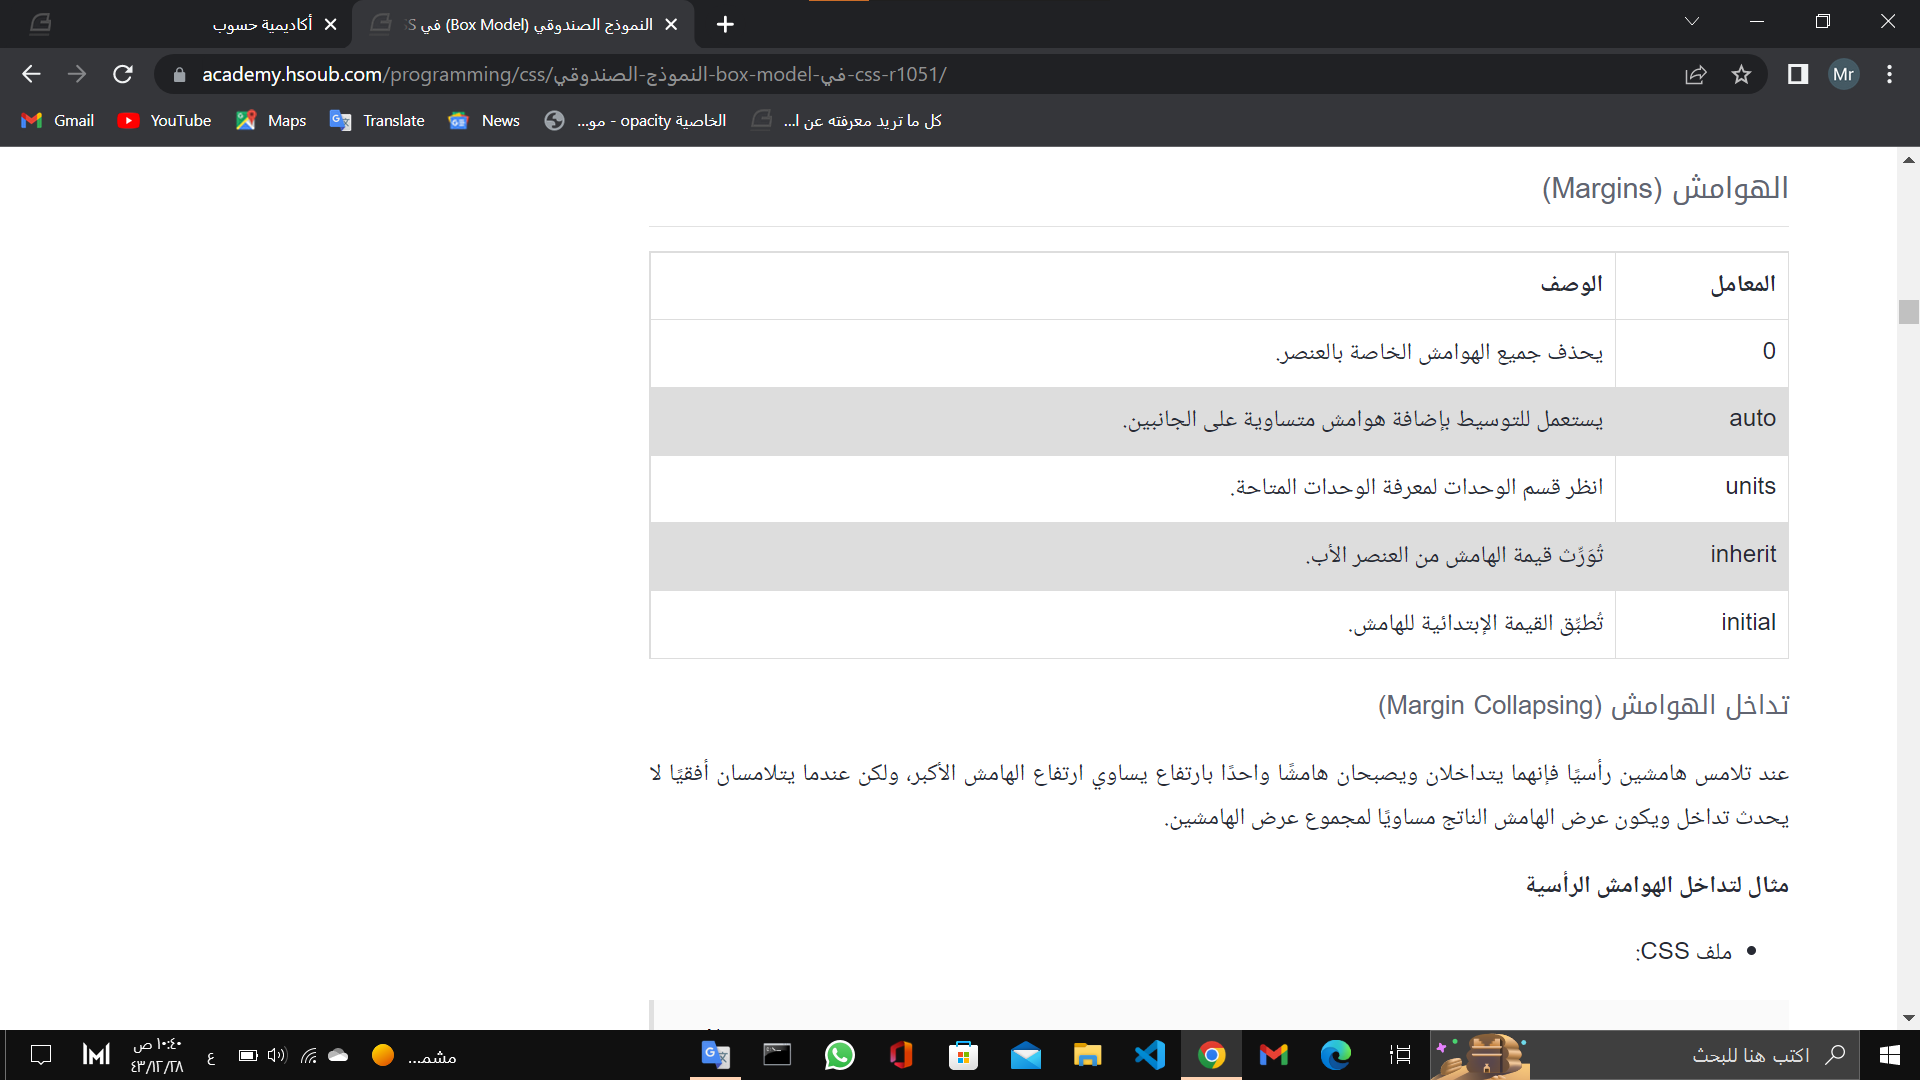 أكاديمية حسوب
النموذج الصندوقي (Box Model) في
academy.hsoub.com/programming/css/النموذج-الصندوقي-box-model-في-css-r1051/
Mr
Gmail
YouTube
Maps
Translate
News
الخاصية opacity - مو...
كل ما تريد معرفته عن ا...
الهوامش (Margins)
المعامل الوصف
0 يحذف جميع الهوامش الخاصة بالعنصر.
auto يستعمل للتوسيط بإضافة هوامش متساوية على الجانبين.
units انظر قسم الوحدات لمعرفة الوحدات المتاحة.
inherit تُوَرَّث قيمة الهامش من العنصر الأب.
initial تُطبَّق القيمة الإبتدائية للهامش.
تداخل الهوامش (Margin Collapsing)
عند تلامس هامشين رأسيًا فإنهما يتداخلان ويصبحان هامشًا واحدًا بارتفاع يساوي ارتفاع الهامش الأكبر، ولكن عندما يتلامسان أفقيًا لا
يحدث تداخل ويكون عرض الهامش الناتج مساويًا لمجموع عرض الهامشين.
مثال لتداخل الهوامش الرأسية
• ملف CSS:
اكتب هنا للبحث
مشمـ...
ع
١٠:٤٠ ص
٤٣/١٢/٢٨